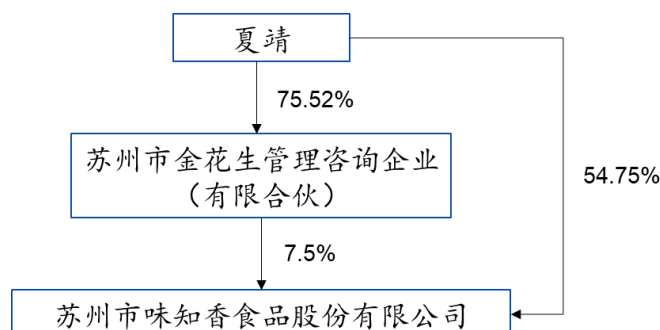 夏靖
75.52%
苏州市金花生管理咨询企业
（有限合伙）
54.75%
7.5%
苏州市味知香食品股份有限公司